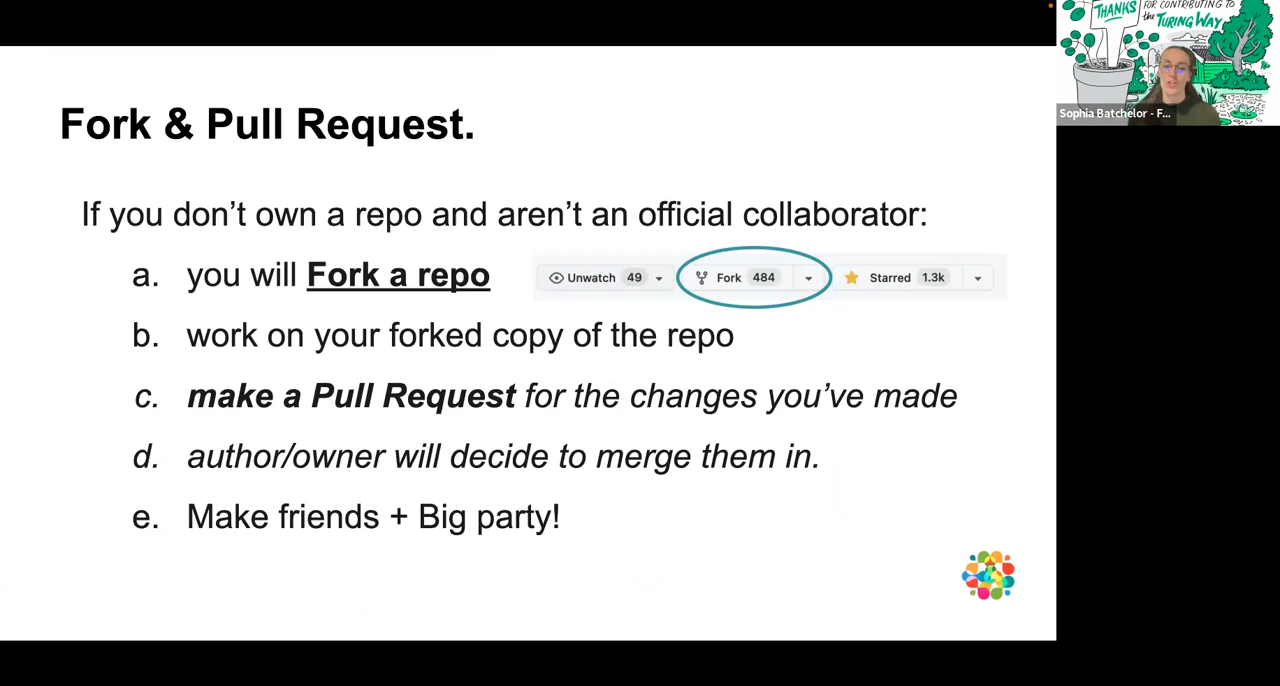 THANKS
FOR CONTRIBUTING TO
the TURING WAY
Sophia Batchelor - F...
Fork & Pull Request.
If you don’t own a repo and aren’t an official collaborator:
a. you will Fork a repo
Unwatch 49 Fork 484 Starred 1.3k
b. work on your forked copy of the repo
c. make a Pull Request for the changes you’ve made
d. author/owner will decide to merge them in.
e. Make friends + Big party!